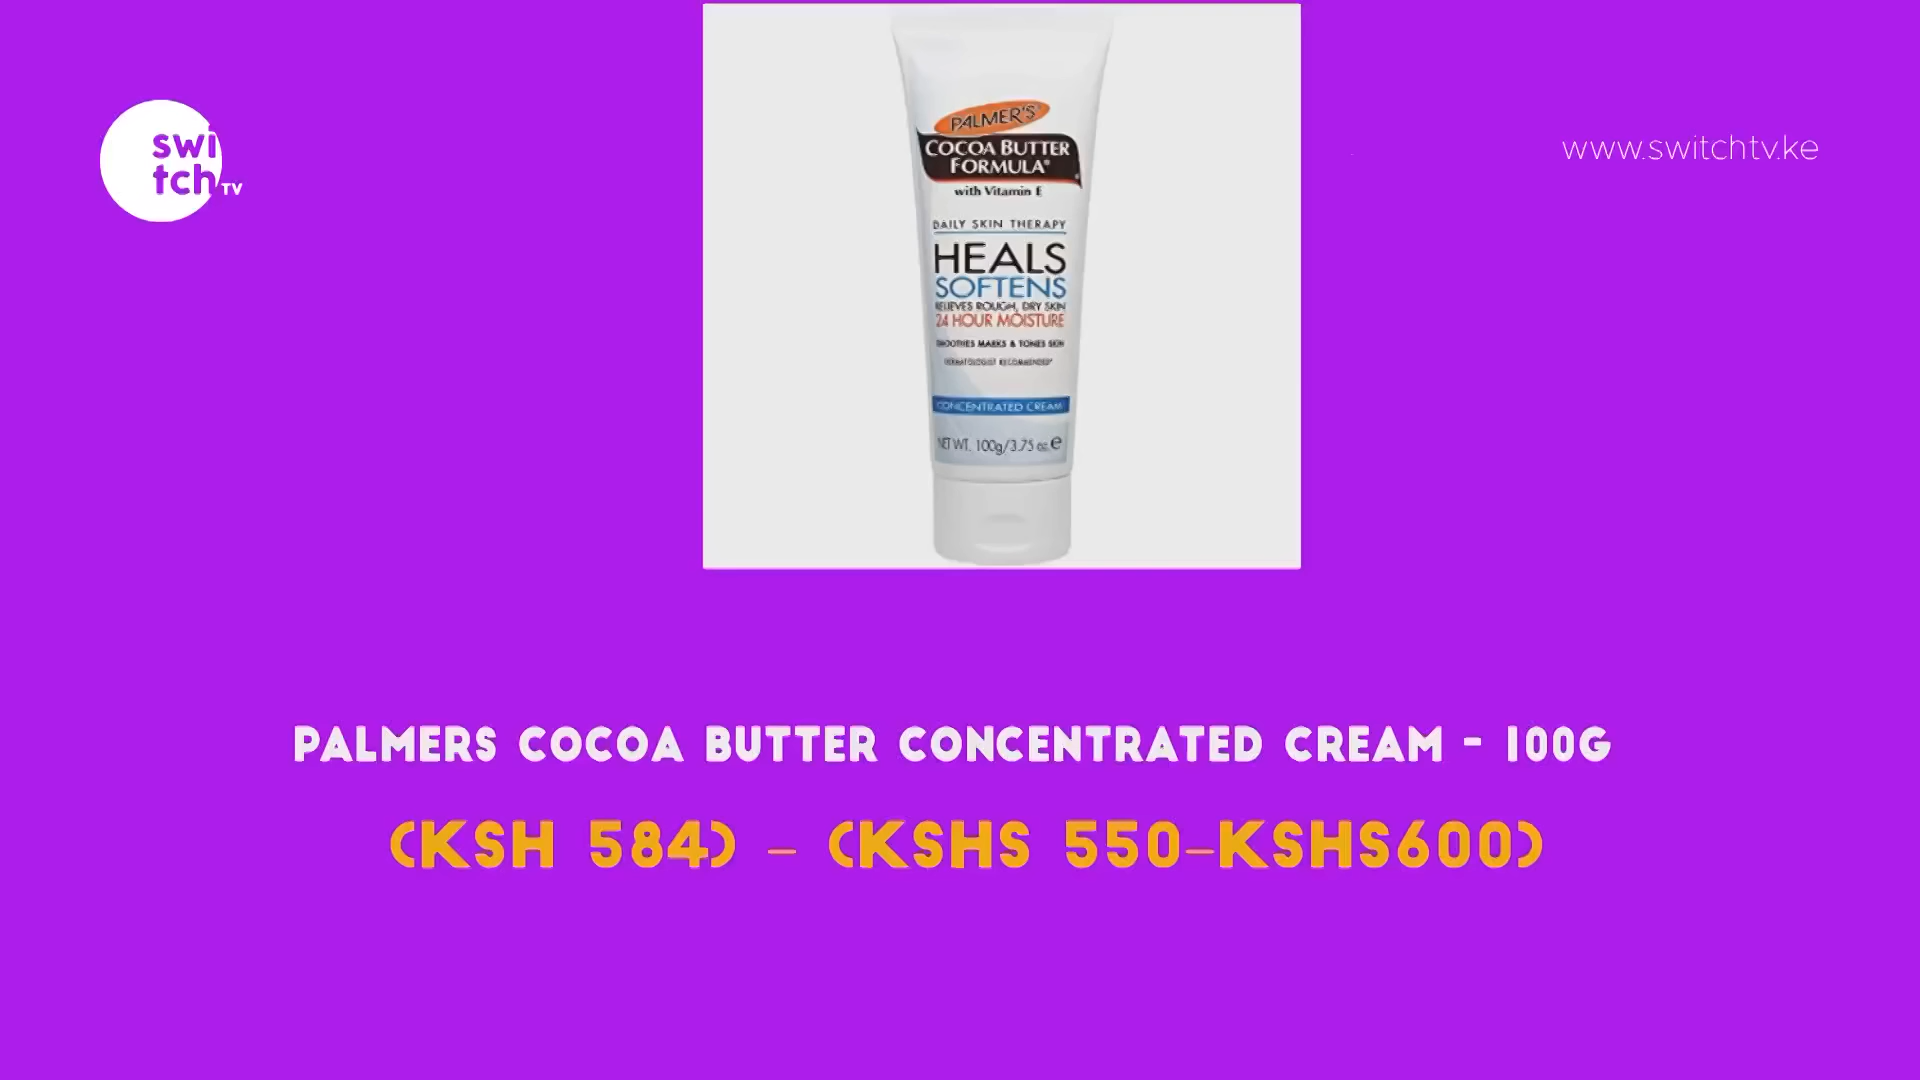 swi
tch TV
www.switchtv.ke
PALMER'S
COCOA BUTTER
FORMULA®
with Vitamin E
DAILY SKIN THERAPY
HEALS
SOFTENS
RELIEVES ROUGH, DRY SKIN
24 HOUR MOISTURE
SMOOTHES MARKS & TONES SKIN
DERMATOLOGIST RECOMMENDED*
CONCENTRATED CREAM
NET WT. 100g/3.75 oz. e
PALMERS COCOA BUTTER CONCENTRATED CREAM - 100G
(KSH 584) – (KSHS 550–KSHS600)